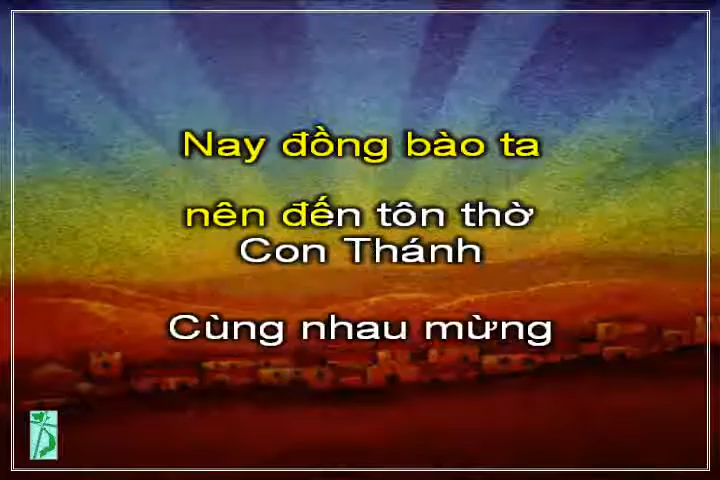 Nay đồng bào ta
nên đến tôn thờ
Con Thánh
Cùng nhau mừng